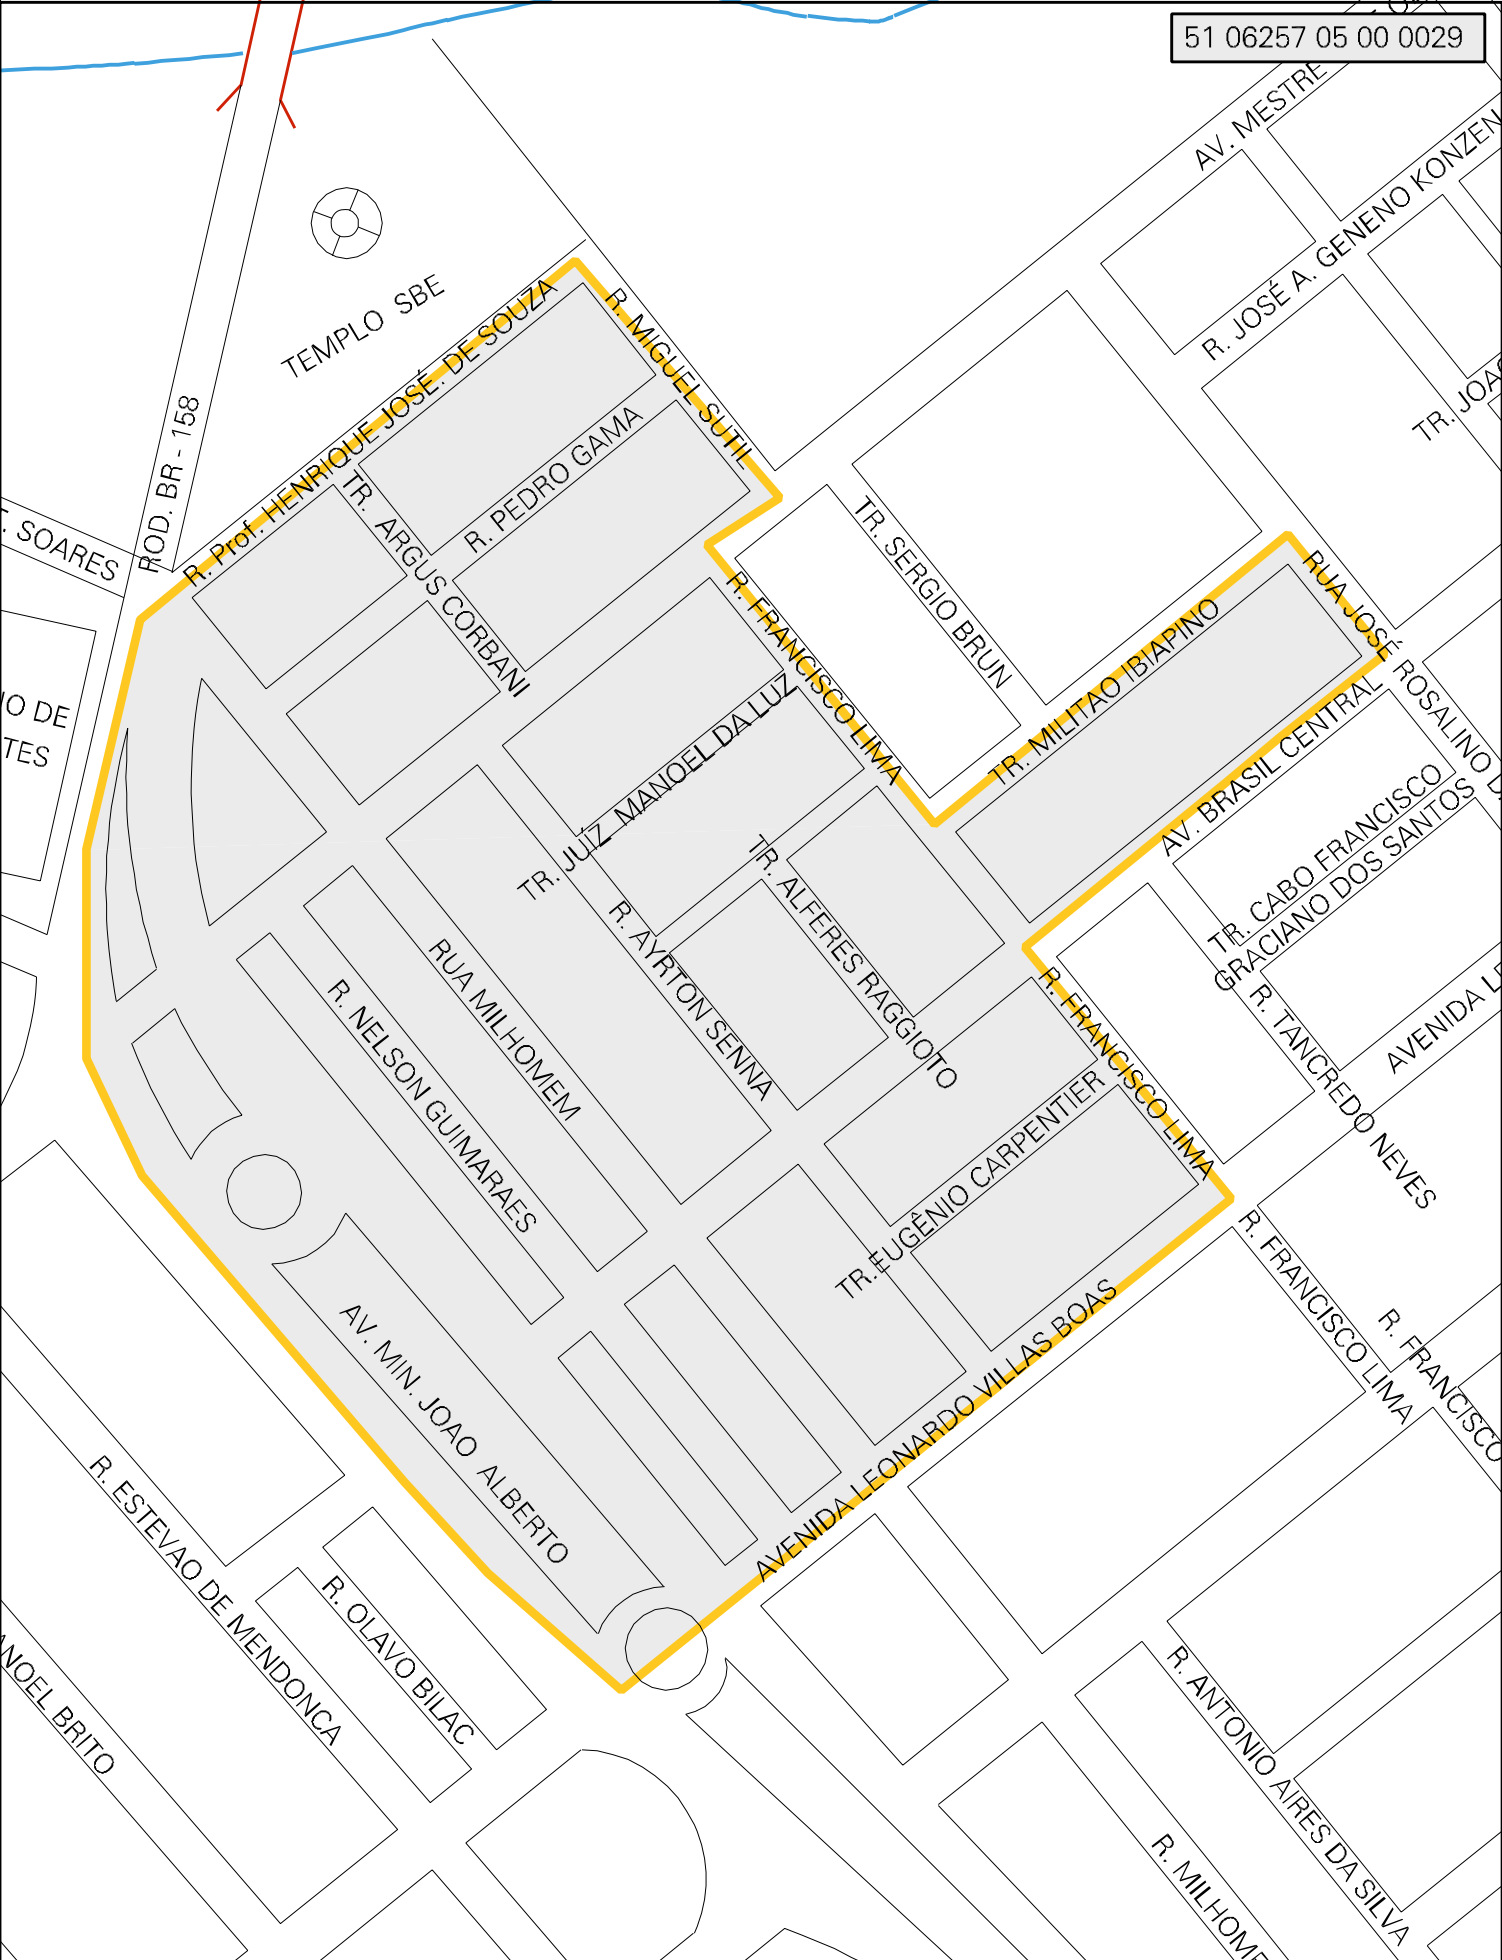 51 06257 05 00 0029
AV. MESTRE
R. JOSÉ A. GENENO KONZEN
TEMPLO SBE
R. Prof. HENRIQUE JOSÉ. DE SOUZA
R. MIGUEL SUTIL
ROD. BR - 158
SOARES
TR. ARGUS CORBANI
R. PEDRO GAMA
TR. SERGIO BRUN
R. FRANCISCO LIMA
TR. MILITAO IBIAPINO
RUA JOSÉ ROSALINO
AV. BRASIL CENTRAL
TR. JUIZ MANOEL DA LUZ
TR. CABO FRANCISCO
GRACIANO DOS SANTOS
DE
TR. ALFERES RAGGIOTO
R. AYRTON SENNA
RUA MILHOMEM
R. NELSON GUIMARAES
R. FRANCISCO LIMA
R. TANCREDO NEVES
AVENIDA
TR. EUGÊNIO CARPENTIER
R. FRANCISCO LIMA
R. FRANCISCO
AVENIDA LEONARDO VILLAS BOAS
AV. MIN. JOAO ALBERTO
R. ESTEVAO DE MENDONCA
R. OLAVO BILAC
BRITO
R. ANTONIO AIRES DA SILVA
R.
TR.